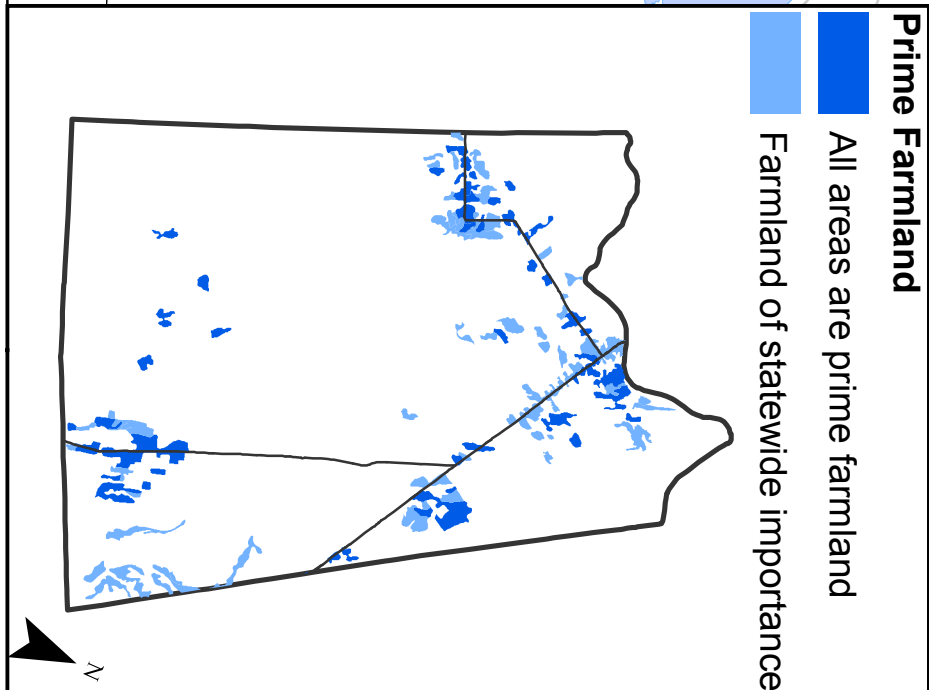 Prime Farmland
All areas are prime farmland
Farmland of statewide importance
N